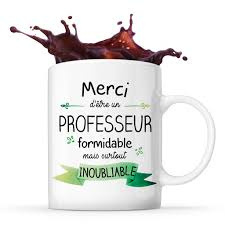 Merci
d'être un
PROFESSEUR
formidable
mais surtout
INOUBLIABLE